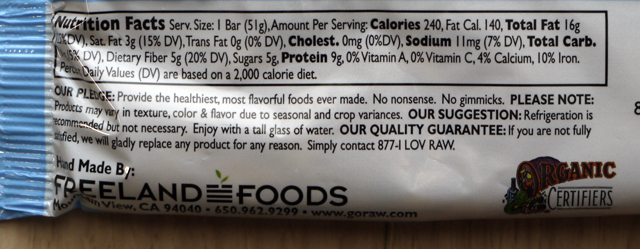 Nutrition Facts Serv. Size: 1 Bar (51g), Amount Per Serving: Calories 240, Fat Cal. 140, Total Fat 16g
DV), Sat. Fat 3g (15% DV), Trans Fat 0g (0% DV), Cholest. 0mg (0%DV), Sodium 11mg (7% DV), Total Carb.
DV), Dietary Fiber 5g (20% DV), Sugars 5g, Protein 9g, 0% Vitamin A, 0% Vitamin C, 4% Calcium, 10% Iron.
Daily Values (DV) are based on a 2,000 calorie diet.
OUR PLEDGE: Provide the healthiest, most flavorful foods ever made. No nonsense. No gimmicks. PLEASE NOTE:
Products may vary in texture, color & flavor due to seasonal and crop variances. OUR SUGGESTION: Refrigeration is
recommended but not necessary. Enjoy with a tall glass of water. OUR QUALITY GUARANTEE: If you are not fully
satisfied, we will gladly replace any product for any reason. Simply contact 877-I LOV RAW.
Hand Made By:
FREELAND FOODS
Mountain View, CA 94040 • 650.962.9299 • www.goraw.com
ORGANIC
CERTIFIERS
8